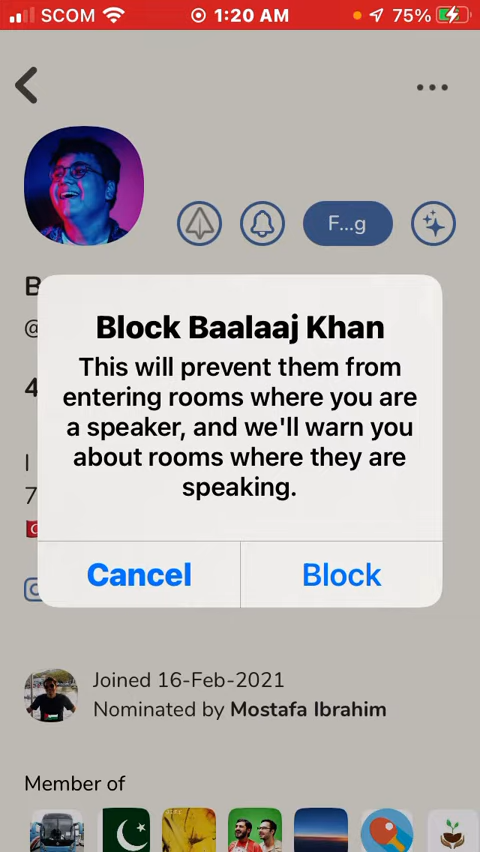 SCOM 1:20 AM 75%
F...g
B
@
Block Baalaaj Khan
This will prevent them from
entering rooms where you are
a speaker, and we'll warn you
about rooms where they are
speaking.
4
I
7
Cancel Block
Joined 16-Feb-2021
Nominated by Mostafa Ibrahim
Member of